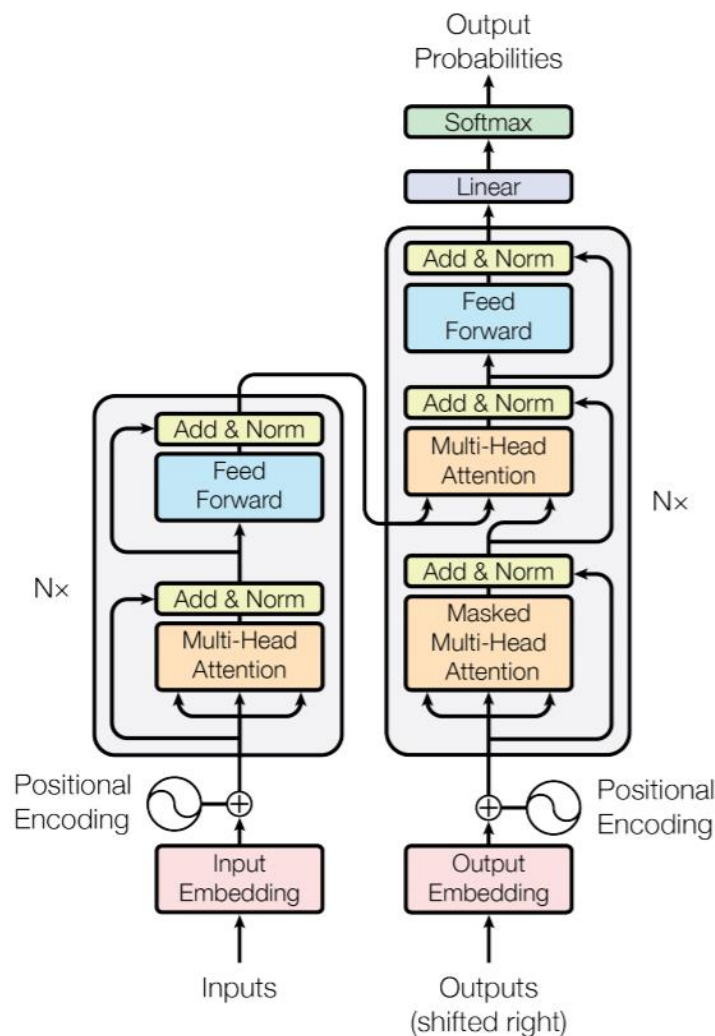 Output
Probabilities
Softmax
Linear
Add & Norm
Feed
Forward
Add & Norm
Multi-Head
Attention
Add & Norm
Masked
Multi-Head
Attention
Nx
Add & Norm
Feed
Forward
Add & Norm
Multi-Head
Attention
Nx
Positional
Encoding
Positional
Encoding
Input
Embedding
Output
Embedding
Inputs
Outputs
(shifted right)